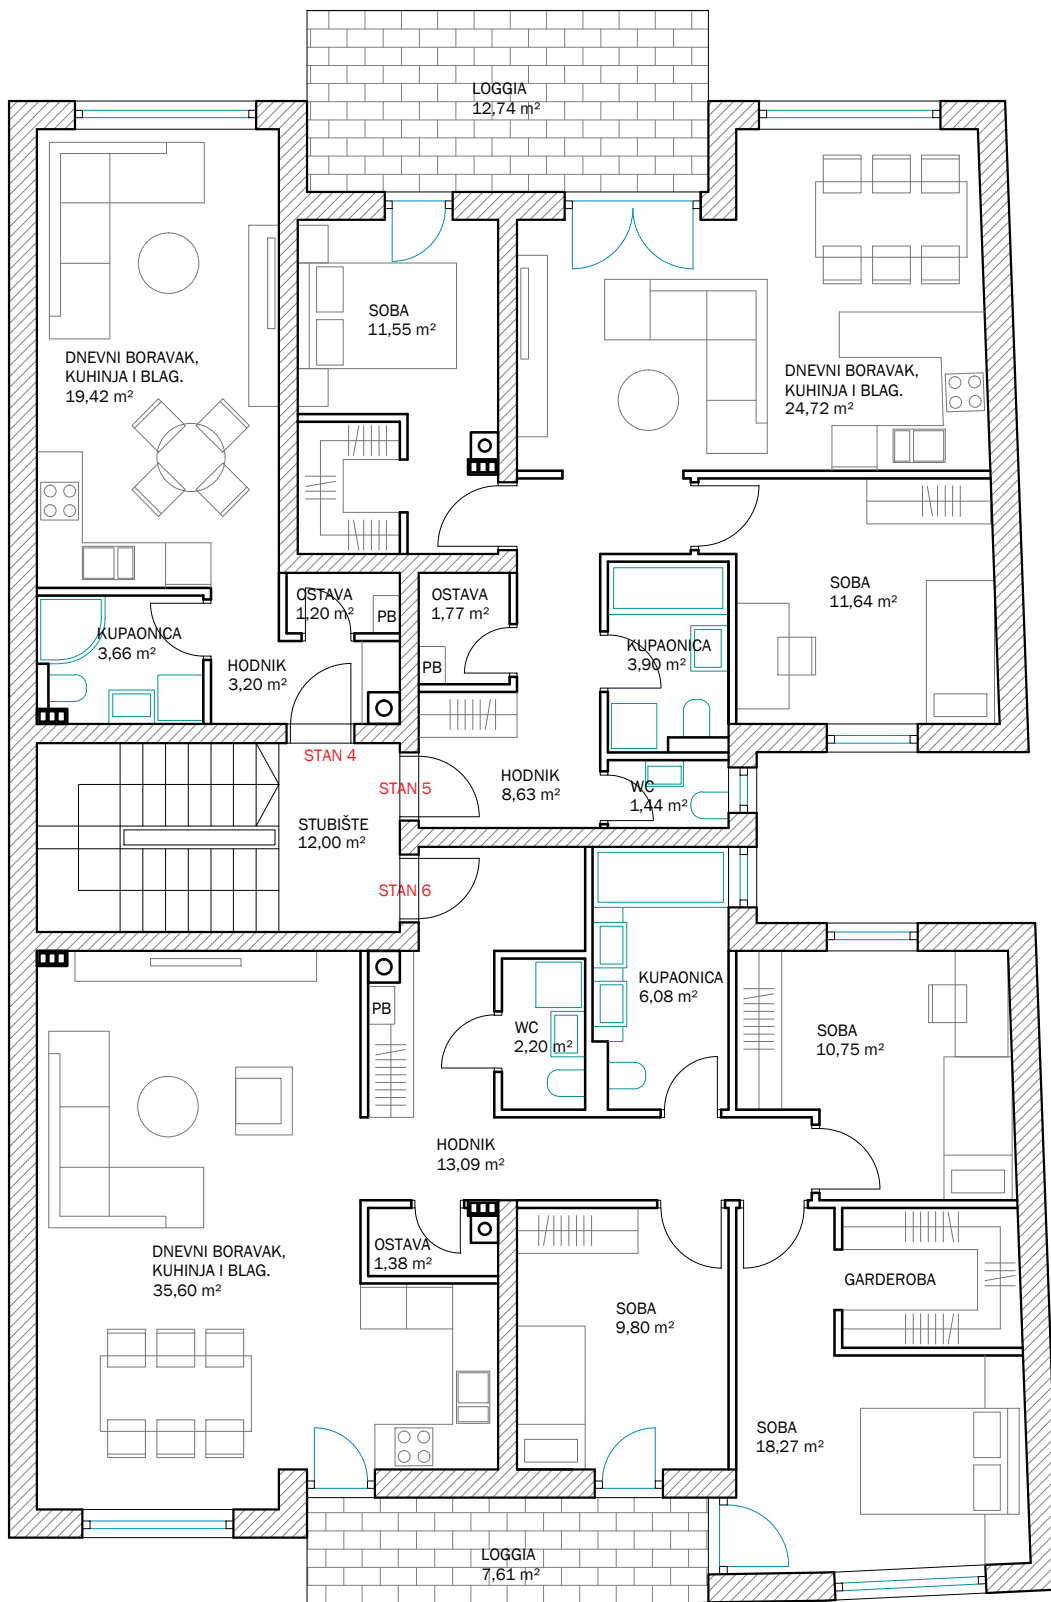 LOGGIA
12,74 m²
SOBA
11,55 m²
DNEVNI BORAVAK,
KUHINJA I BLAG.
19,42 m²
DNEVNI BORAVAK,
KUHINJA I BLAG.
24,72 m²
SOBA
11,64 m²
OSTAVA
1,20 m²
PB
OSTAVA
1,77 m²
PB
KUPAONICA
3,66 m²
KUPAONICA
3,90 m²
HODNIK
3,20 m²
STAN 4
STAN 5
HODNIK
8,63 m²
WC
1,44 m²
STUBIŠTE
12,00 m²
STAN 6
KUPAONICA
6,08 m²
PB
WC
2,20 m²
SOBA
10,75 m²
HODNIK
13,09 m²
OSTAVA
1,38 m²
DNEVNI BORAVAK,
KUHINJA I BLAG.
35,60 m²
GARDEROBA
SOBA
9,80 m²
SOBA
18,27 m²
LOGGIA
7,61 m²